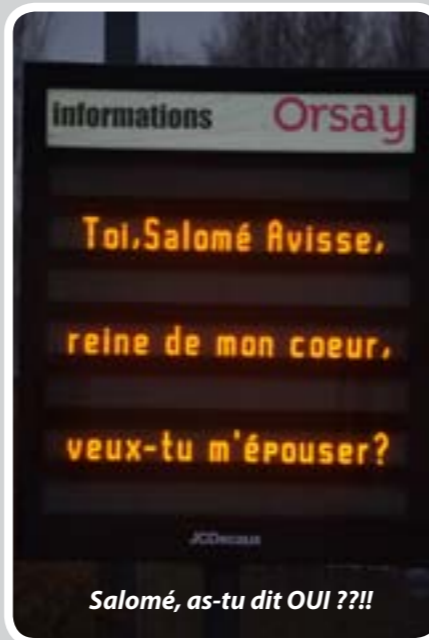 Informations Orsay
Toi,Salomé Avisse,
reine de mon coeur,
veux-tu m'épouser?
JCDecaux
Salomé, as-tu dit OUI ??!!